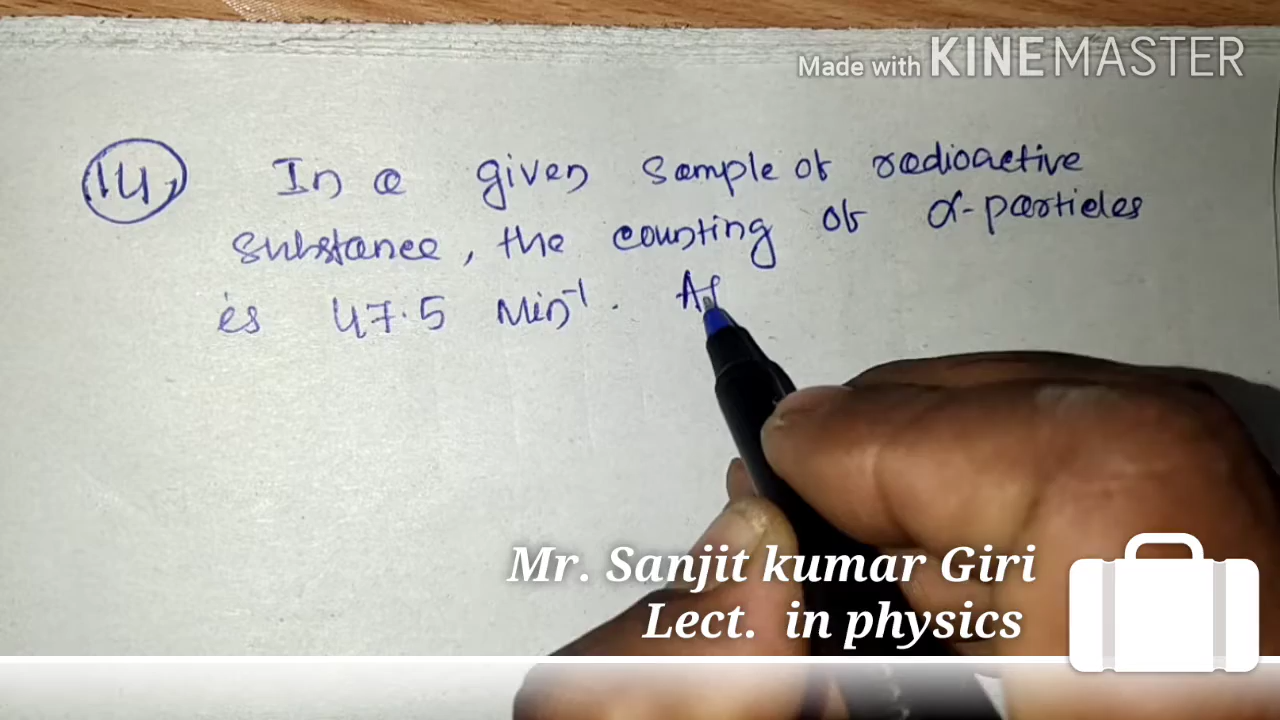 Made with KINEMASTER
14, In a given sample of radioactive
substance, the counting of α-particles
is 47.5 Min⁻¹. Af
Mr. Sanjit kumar Giri
Lect. in physics